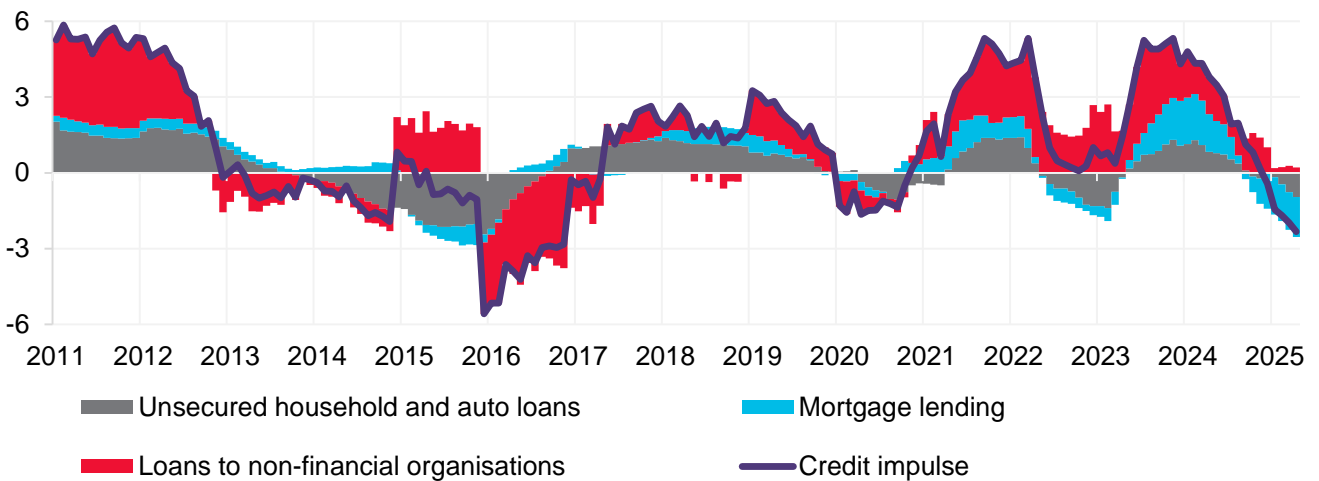 6
3
0
-3
-6
2011 2012 2013 2014 2015 2016 2017 2018 2019 2020 2021 2022 2023 2024 2025
Unsecured household and auto loans Mortgage lending
Loans to non-financial organisations Credit impulse